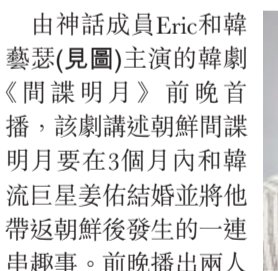 由神話成員Eric和韓
藝瑟(見圖)主演的韓劇
《間諜明月》前晚首
播，該劇講述朝鮮間諜
明月要在3個月內和韓
流巨星姜佑結婚並將他
帶返朝鮮後發生的一連
串趣事。前晚播出兩人